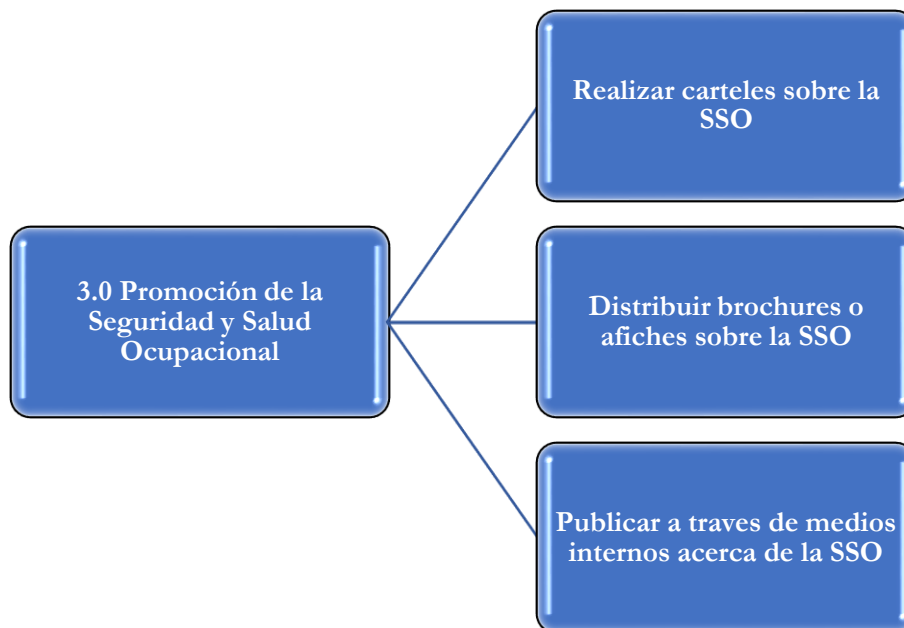 Realizar carteles sobre la
SSO
3.0 Promoción de la
Seguridad y Salud
Ocupacional
Distribuir brochures o
afiches sobre la SSO
Publicar a traves de medios
internos acerca de la SSO